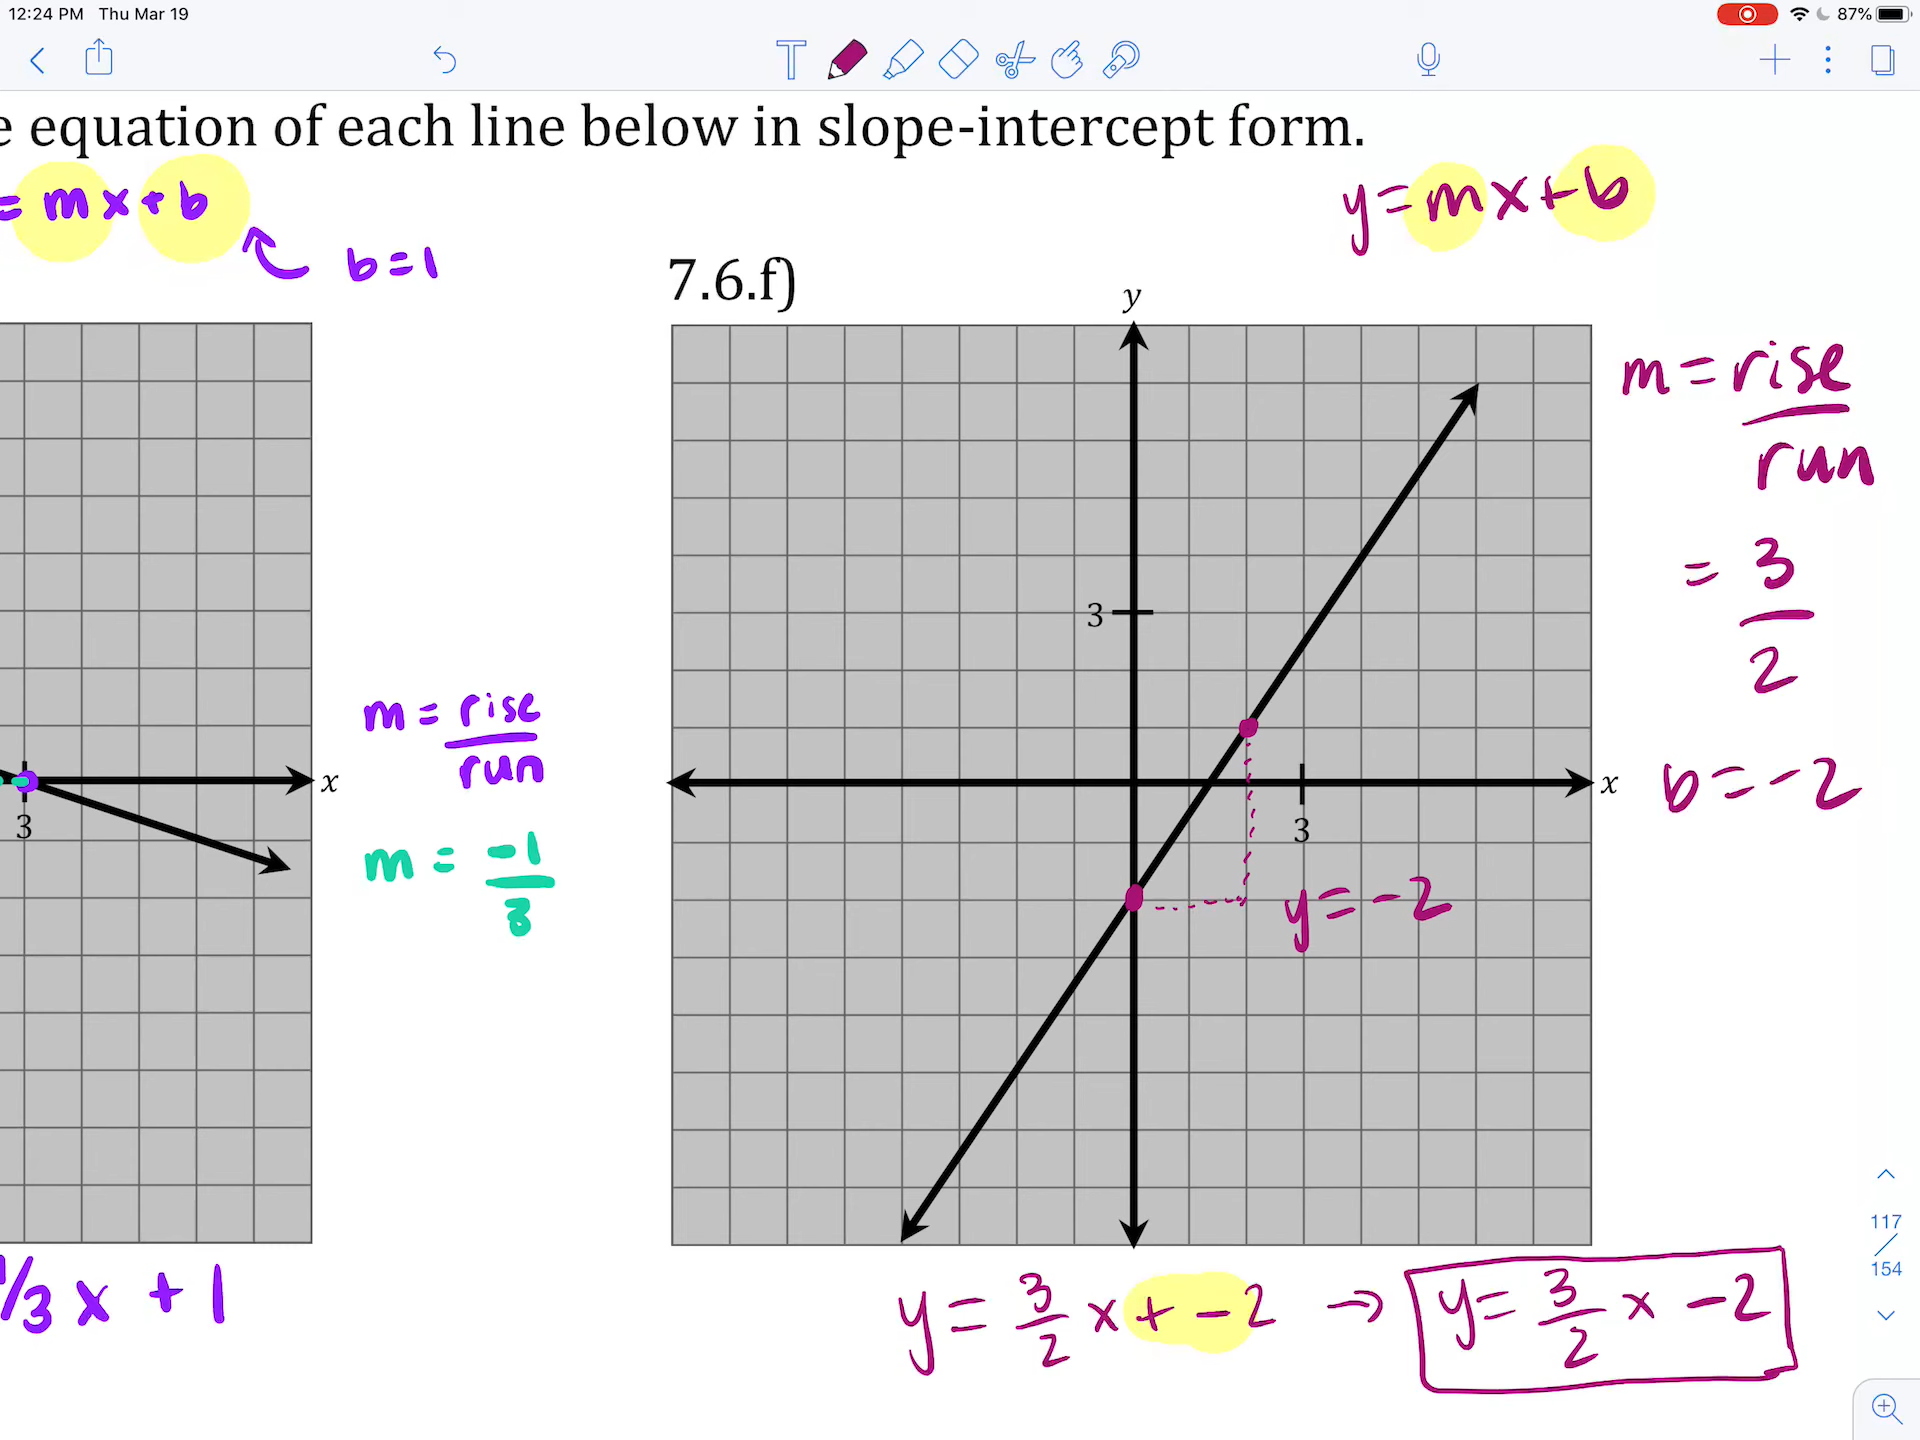 12:24 PM Thu Mar 19
87%
T
e equation of each line below in slope-intercept form.
= mx+b
b=1
y=mx+b
7.6.f)
y
m=rise/run
3
= 3/2
m=rise/run
x
3
x
3
b=-2
m = -1/3
y=-2
117
/
154
1/3 x + 1
y= 3/2 x + -2 → y= 3/2 x -2